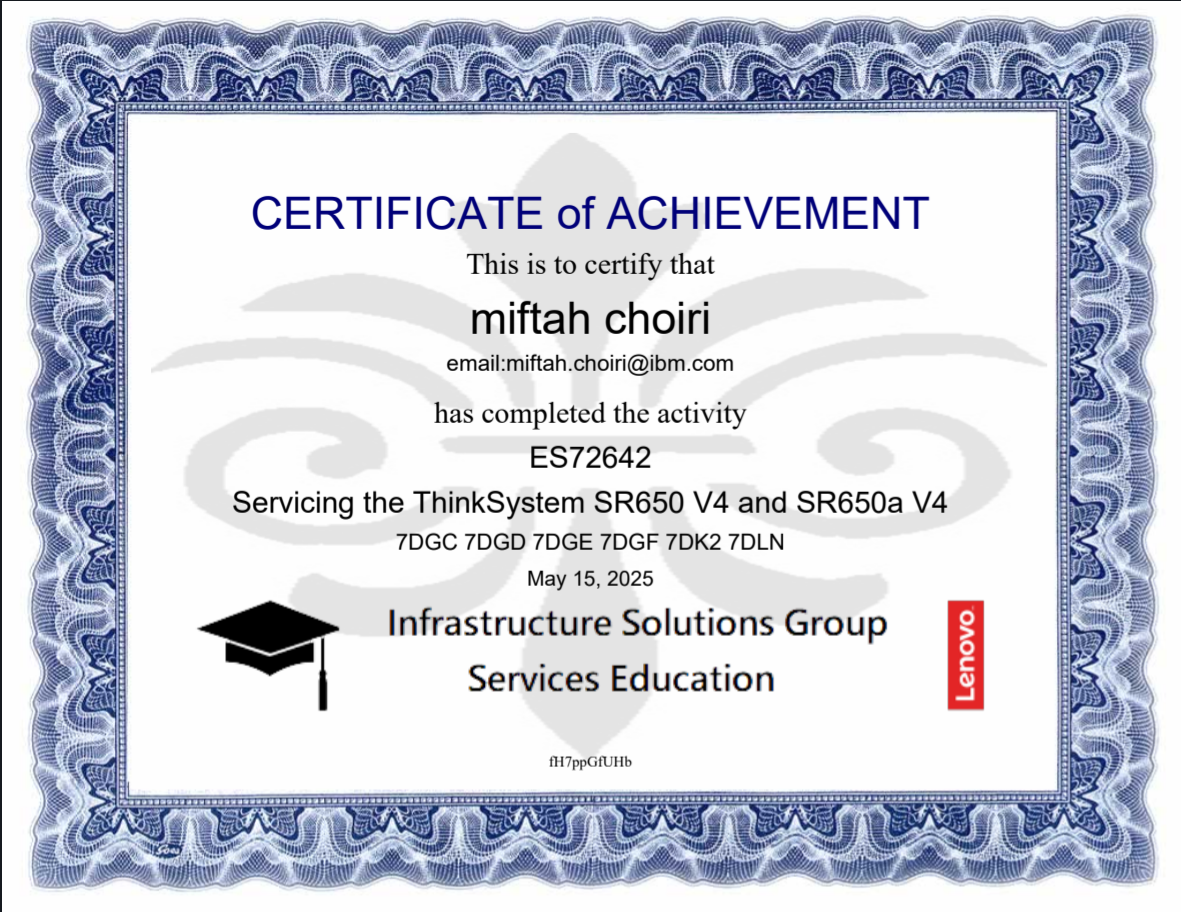 CERTIFICATE of ACHIEVEMENT
This is to certify that
miftah choiri
email:miftah.choiri@ibm.com
has completed the activity
ES72642
Servicing the ThinkSystem SR650 V4 and SR650a V4
7DGC 7DGD 7DGE 7DGF 7DK2 7DLN
May 15, 2025
Infrastructure Solutions Group
Services Education
Lenovo
fH7ppGfUHb